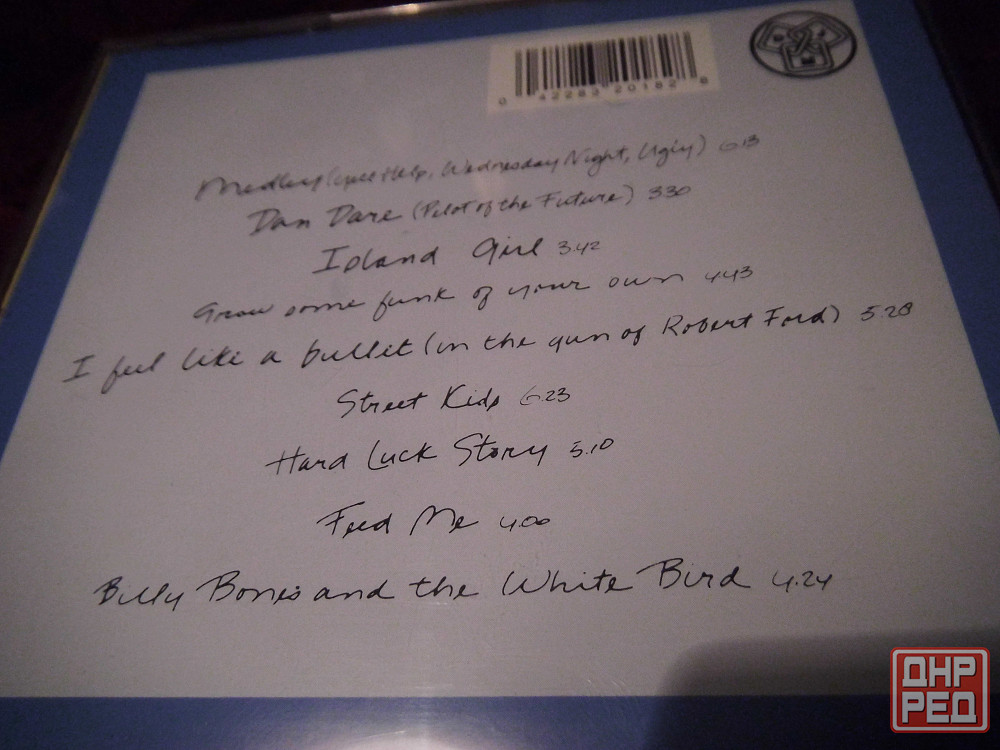 0 42283 20182 8
Medley (Yell Help, Wednesday Night, Ugly) 6.13
Dan Dare (Pilot of the Future) 3.30
Island Girl 3.42
Grow some funk of your own 4.43
I feel like a bullet (in the gun of Robert Ford) 5.28
Street Kids 6.23
Hard Luck Story 5.10
Feed Me 4.00
Billy Bones and the White Bird 4.24
ДНР
РЕД